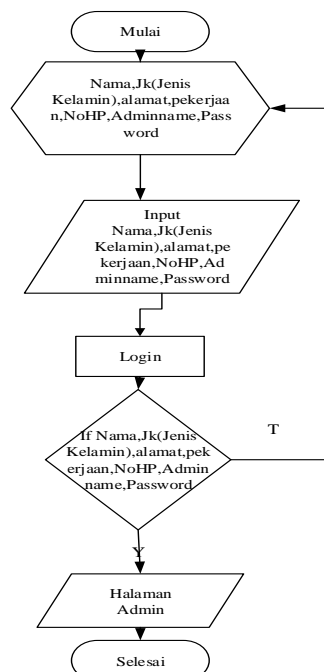 Mulai
Nama,Jk(Jenis
Kelamin),alamat,pekerjaa
n,NoHP,Adminname,Pass
word
Input
Nama,Jk(Jenis
Kelamin),alamat,pe
kerjaan,NoHP,Ad
minname,Password
Login
If Nama,Jk(Jenis
Kelamin),alamat,pek
erjaan,NoHP,Admin
name,Password
T
Y
Halaman
Admin
Selesai